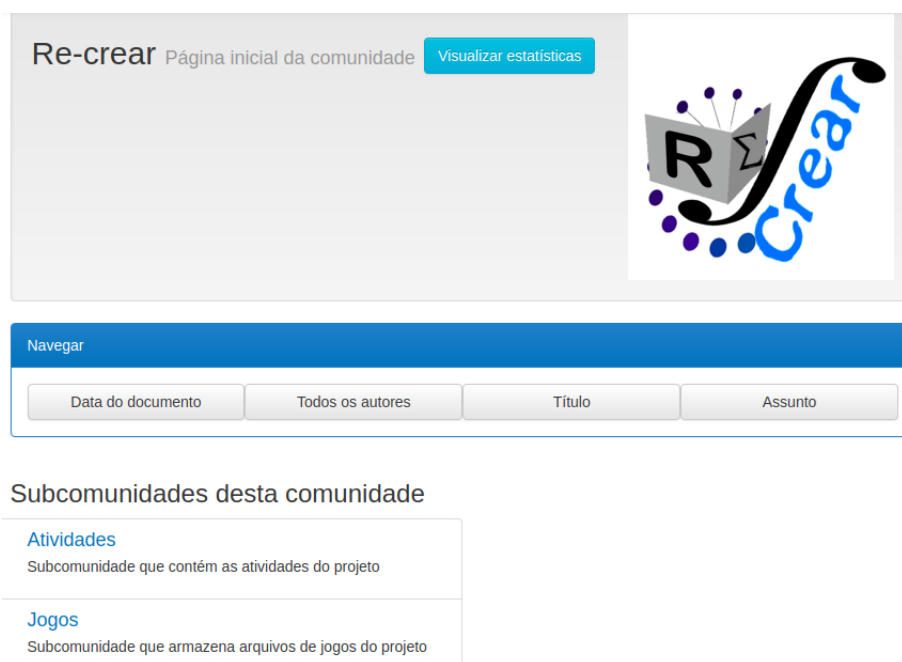 Re-crear Página inicial da comunidade Visualizar estatísticas
R Σ
Crear
Navegar
Data do documento Todos os autores Título Assunto
Subcomunidades desta comunidade
Atividades
Subcomunidade que contém as atividades do projeto
Jogos
Subcomunidade que armazena arquivos de jogos do projeto